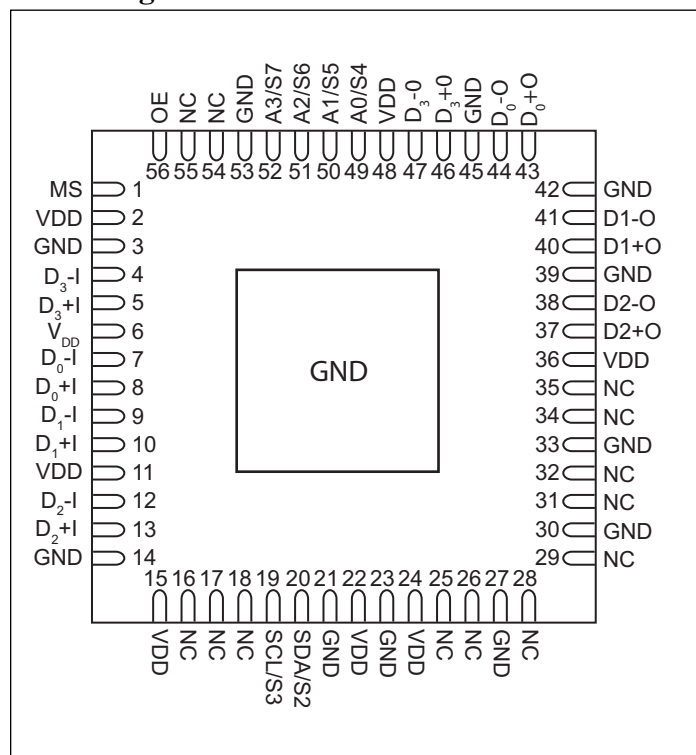 OE
NC
NC
GND
A3/S7
A2/S6
A1/S5
A0/S4
VDD
D₃-0
D₃+0
GND
D₀-O
D₀+O
56 55 54 53 52 51 50 49 48 47 46 45 44 43
MS 1
VDD 2
GND 3
D₃-I 4
D₃+I 5
V_DD 6
D₀-I 7
D₀+I 8
D₁-I 9
D₁+I 10
VDD 11
D₂-I 12
D₂+I 13
GND 14
GND
42 GND
41 D1-O
40 D1+O
39 GND
38 D2-O
37 D2+O
36 VDD
35 NC
34 NC
33 GND
32 NC
31 NC
30 GND
29 NC
15 16 17 18 19 20 21 22 23 24 25 26 27 28
VDD
NC
NC
NC
SCL/S3
SDA/S2
GND
VDD
GND
VDD
NC
NC
GND
NC